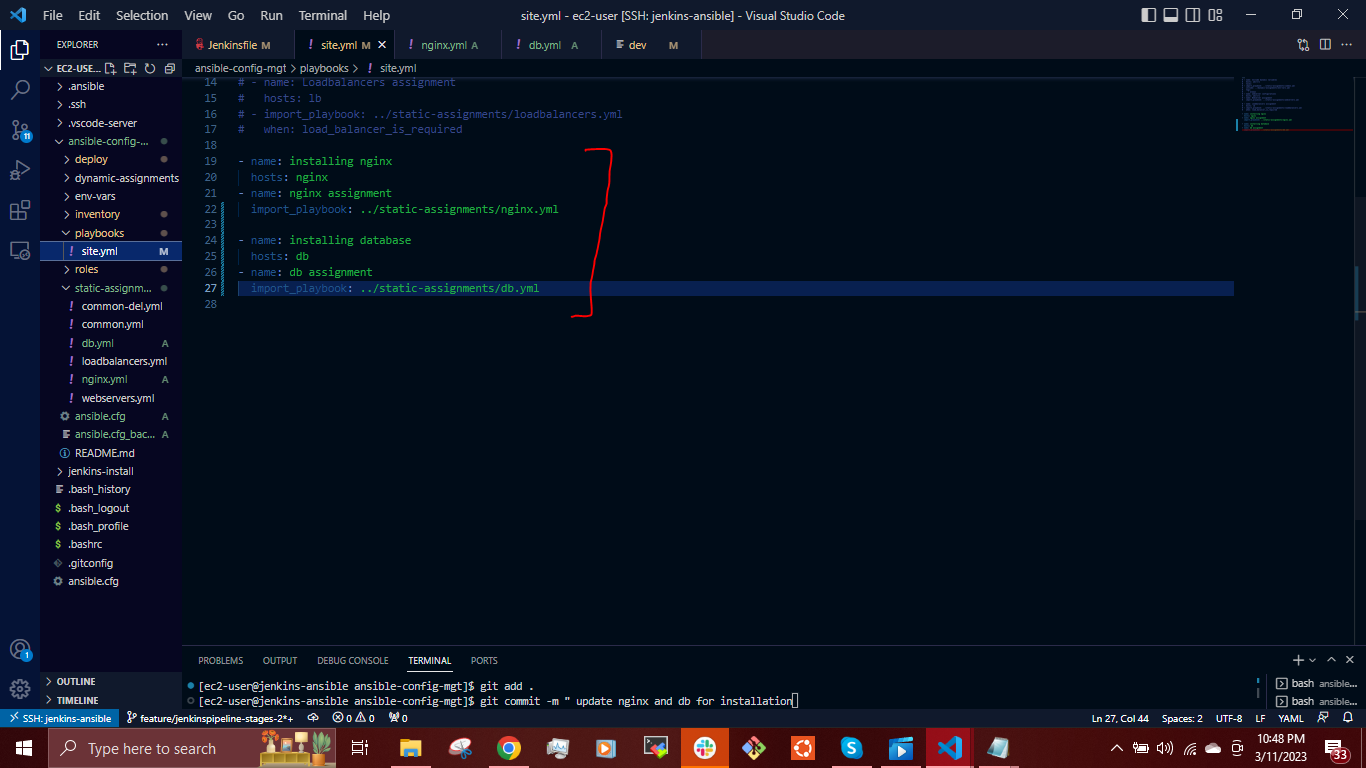 File Edit Selection View Go Run Terminal Help
site.yml - ec2-user [SSH: jenkins-ansible] - Visual Studio Code
EXPLORER
Jenkinsfile M
site.yml M
nginx.yml A
db.yml A
dev M
EC2-USE...
ansible-config-mgt > playbooks > ! site.yml
.ansible
.ssh
.vscode-server
ansible-config-...
deploy
dynamic-assignments
env-vars
inventory
playbooks
! site.yml M
roles
static-assignm...
! common-del.yml
! common.yml
! db.yml A
! loadbalancers.yml
! nginx.yml A
! webservers.yml
ansible.cfg A
ansible.cfg_bac... A
README.md
jenkins-install
.bash_history
$ .bash_logout
$ .bash_profile
$ .bashrc
.gitconfig
ansible.cfg
OUTLINE
TIMELINE
11
1
14 # - name: Loadbalancers assignment
15 #   hosts: lb
16 # - import_playbook: ../static-assignments/loadbalancers.yml
17 #   when: load_balancer_is_required
18
19 - name: installing nginx
20   hosts: nginx
21 - name: nginx assignment
22   import_playbook: ../static-assignments/nginx.yml
23
24 - name: installing database
25   hosts: db
26 - name: db assignment
27   import_playbook: ../static-assignments/db.yml
28
PROBLEMS OUTPUT DEBUG CONSOLE TERMINAL PORTS
[ec2-user@jenkins-ansible ansible-config-mgt]$ git add .
[ec2-user@jenkins-ansible ansible-config-mgt]$ git commit -m " update nginx and db for installation
bash ansible...
bash ansible...
SSH: jenkins-ansible feature/jenkinspipeline-stages-2*+ 0 0 0 Ln 27, Col 44 Spaces: 2 UTF-8 LF YAML
Type here to search
10:48 PM
3/11/2023
33